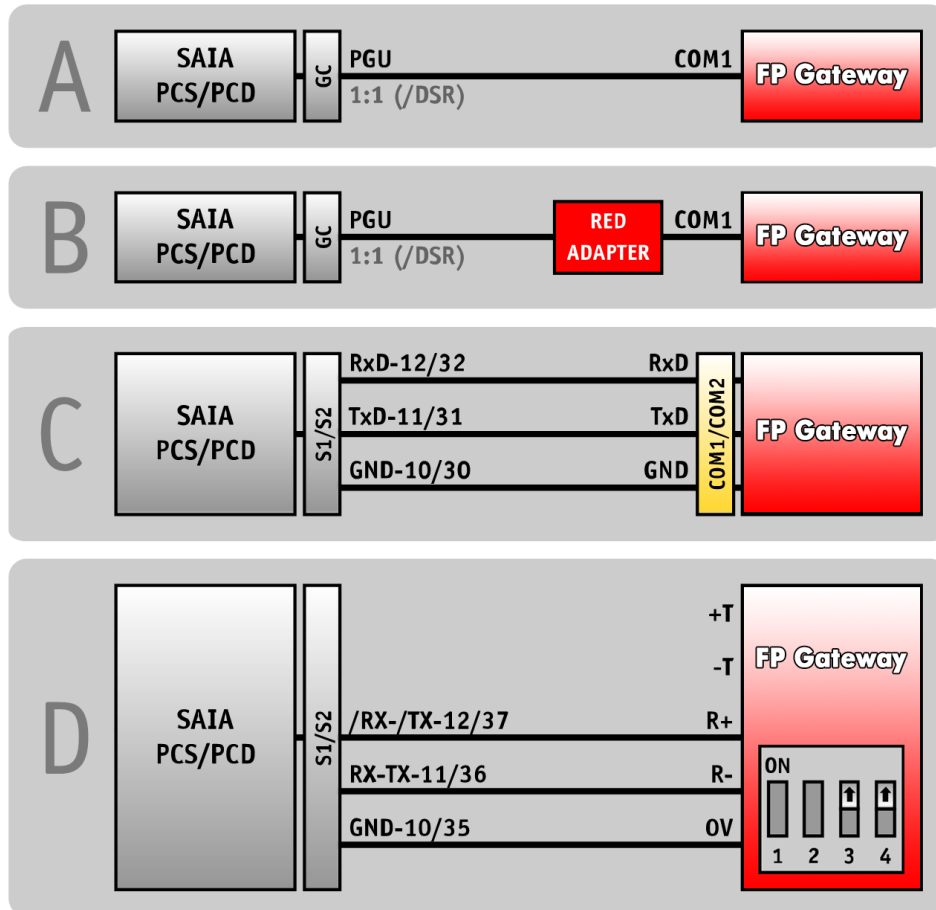 A
SAIA
PCS/PCD
GC
PGU
1:1 (/DSR)
COM1
FP Gateway
B
SAIA
PCS/PCD
GC
PGU
1:1 (/DSR)
RED
ADAPTER
COM1
FP Gateway
C
SAIA
PCS/PCD
S1/S2
RxD-12/32
TxD-11/31
GND-10/30
RxD
TxD
GND
COM1/COM2
FP Gateway
D
SAIA
PCS/PCD
S1/S2
/RX-/TX-12/37
RX-TX-11/36
GND-10/35
+T
-T
R+
R-
0V
FP Gateway
ON
1 2 3 4